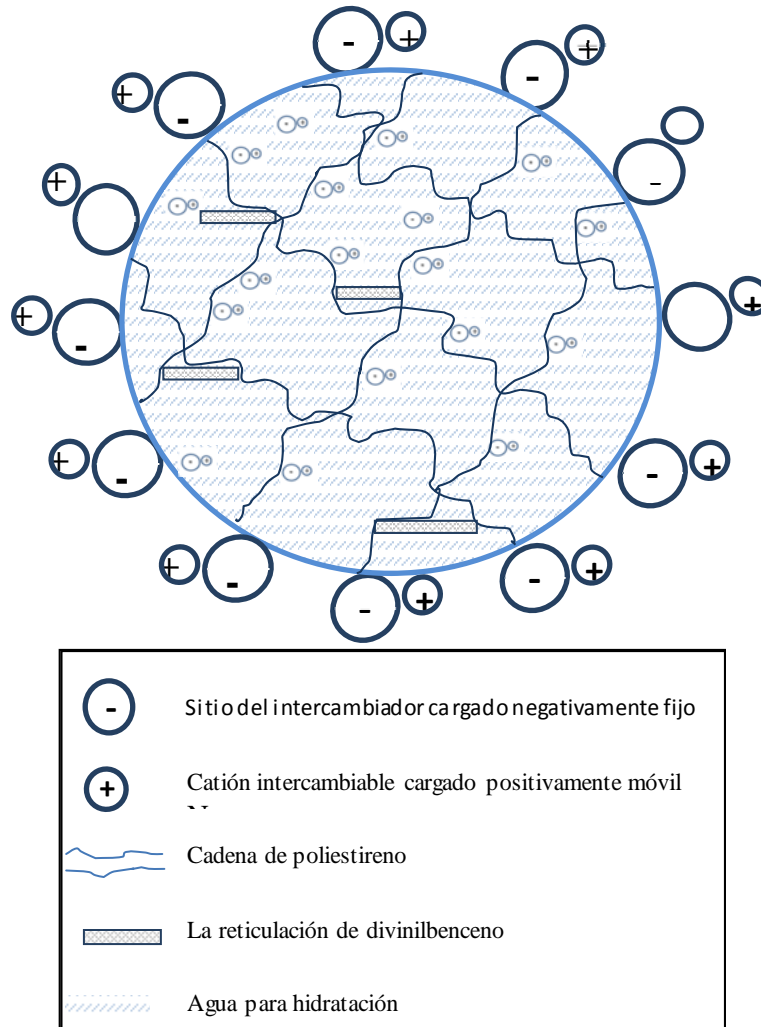 Sitio del intercambiador cargado negativamente fijo
Catión intercambiable cargado positivamente móvil
Cadena de poliestireno
La reticulación de divinilbenceno
Agua para hidratación